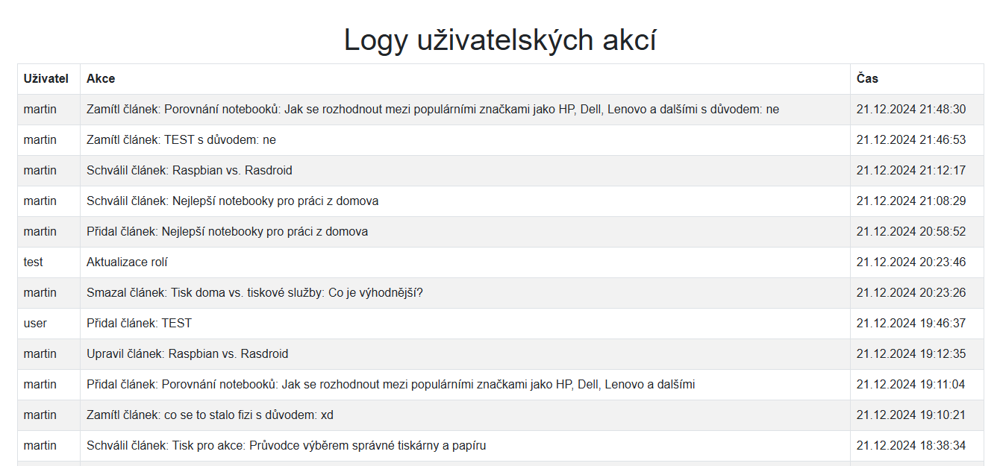 Logy uživatelských akcí
Uživatel Akce Čas
martin Zamítl článek: Porovnání notebooků: Jak se rozhodnout mezi populárními značkami jako HP, Dell, Lenovo a dalšími s důvodem: ne 21.12.2024 21:48:30
martin Zamítl článek: TEST s důvodem: ne 21.12.2024 21:46:53
martin Schválil článek: Raspbian vs. Rasdroid 21.12.2024 21:12:17
martin Schválil článek: Nejlepší notebooky pro práci z domova 21.12.2024 21:08:29
martin Přidal článek: Nejlepší notebooky pro práci z domova 21.12.2024 20:58:52
test Aktualizace rolí 21.12.2024 20:23:46
martin Smazal článek: Tisk doma vs. tiskové služby: Co je výhodnější? 21.12.2024 20:23:26
user Přidal článek: TEST 21.12.2024 19:46:37
martin Upravil článek: Raspbian vs. Rasdroid 21.12.2024 19:12:35
martin Přidal článek: Porovnání notebooků: Jak se rozhodnout mezi populárními značkami jako HP, Dell, Lenovo a dalšími 21.12.2024 19:11:04
martin Zamítl článek: co se to stalo fizi s důvodem: xd 21.12.2024 19:10:21
martin Schválil článek: Tisk pro akce: Průvodce výběrem správné tiskárny a papíru 21.12.2024 18:38:34